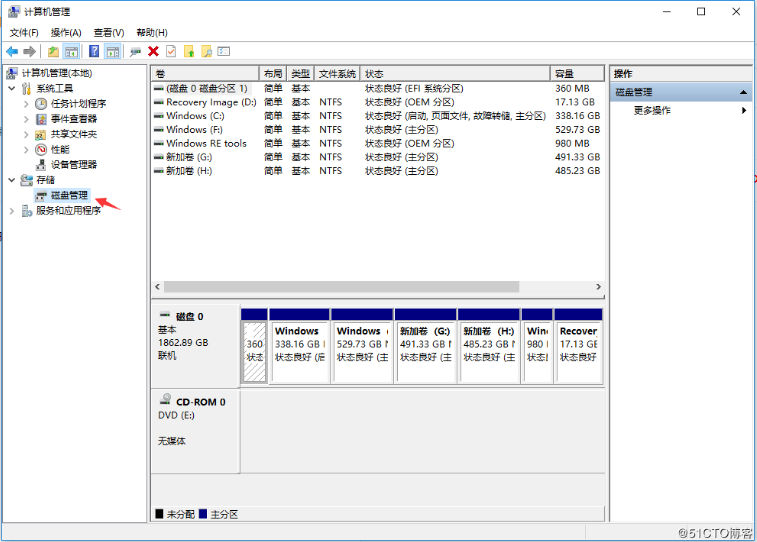 计算机管理
文件(F) 操作(A) 查看(V) 帮助(H)
计算机管理(本地)
系统工具
任务计划程序
事件查看器
共享文件夹
性能
设备管理器
存储
磁盘管理
服务和应用程序
卷 布局 类型 文件系统 状态 容量
(磁盘 0 磁盘分区 1) 简单 基本 状态良好 (EFI 系统分区) 360 MB
Recovery Image (D:) 简单 基本 NTFS 状态良好 (OEM 分区) 17.13 GB
Windows (C:) 简单 基本 NTFS 状态良好 (启动, 页面文件, 故障转储, 主分区) 338.16 GB
Windows (F:) 简单 基本 NTFS 状态良好 (主分区) 529.73 GB
Windows RE tools 简单 基本 NTFS 状态良好 (OEM 分区) 980 MB
新加卷 (G:) 简单 基本 NTFS 状态良好 (主分区) 491.33 GB
新加卷 (H:) 简单 基本 NTFS 状态良好 (主分区) 485.23 GB
磁盘 0
基本
1862.89 GB
联机
360
状态
Windows
338.16 GB
状态良好 (启
Windows (
529.73 GB N
状态良好 (主
新加卷 (G:)
491.33 GB N
状态良好 (主
新加卷 (H:)
485.23 GB N
状态良好 (主
Win
980
状态
Recover
17.13 GB
状态良好
CD-ROM 0
DVD (E:)
无媒体
未分配 主分区
操作
磁盘管理
更多操作
@51CTO博客